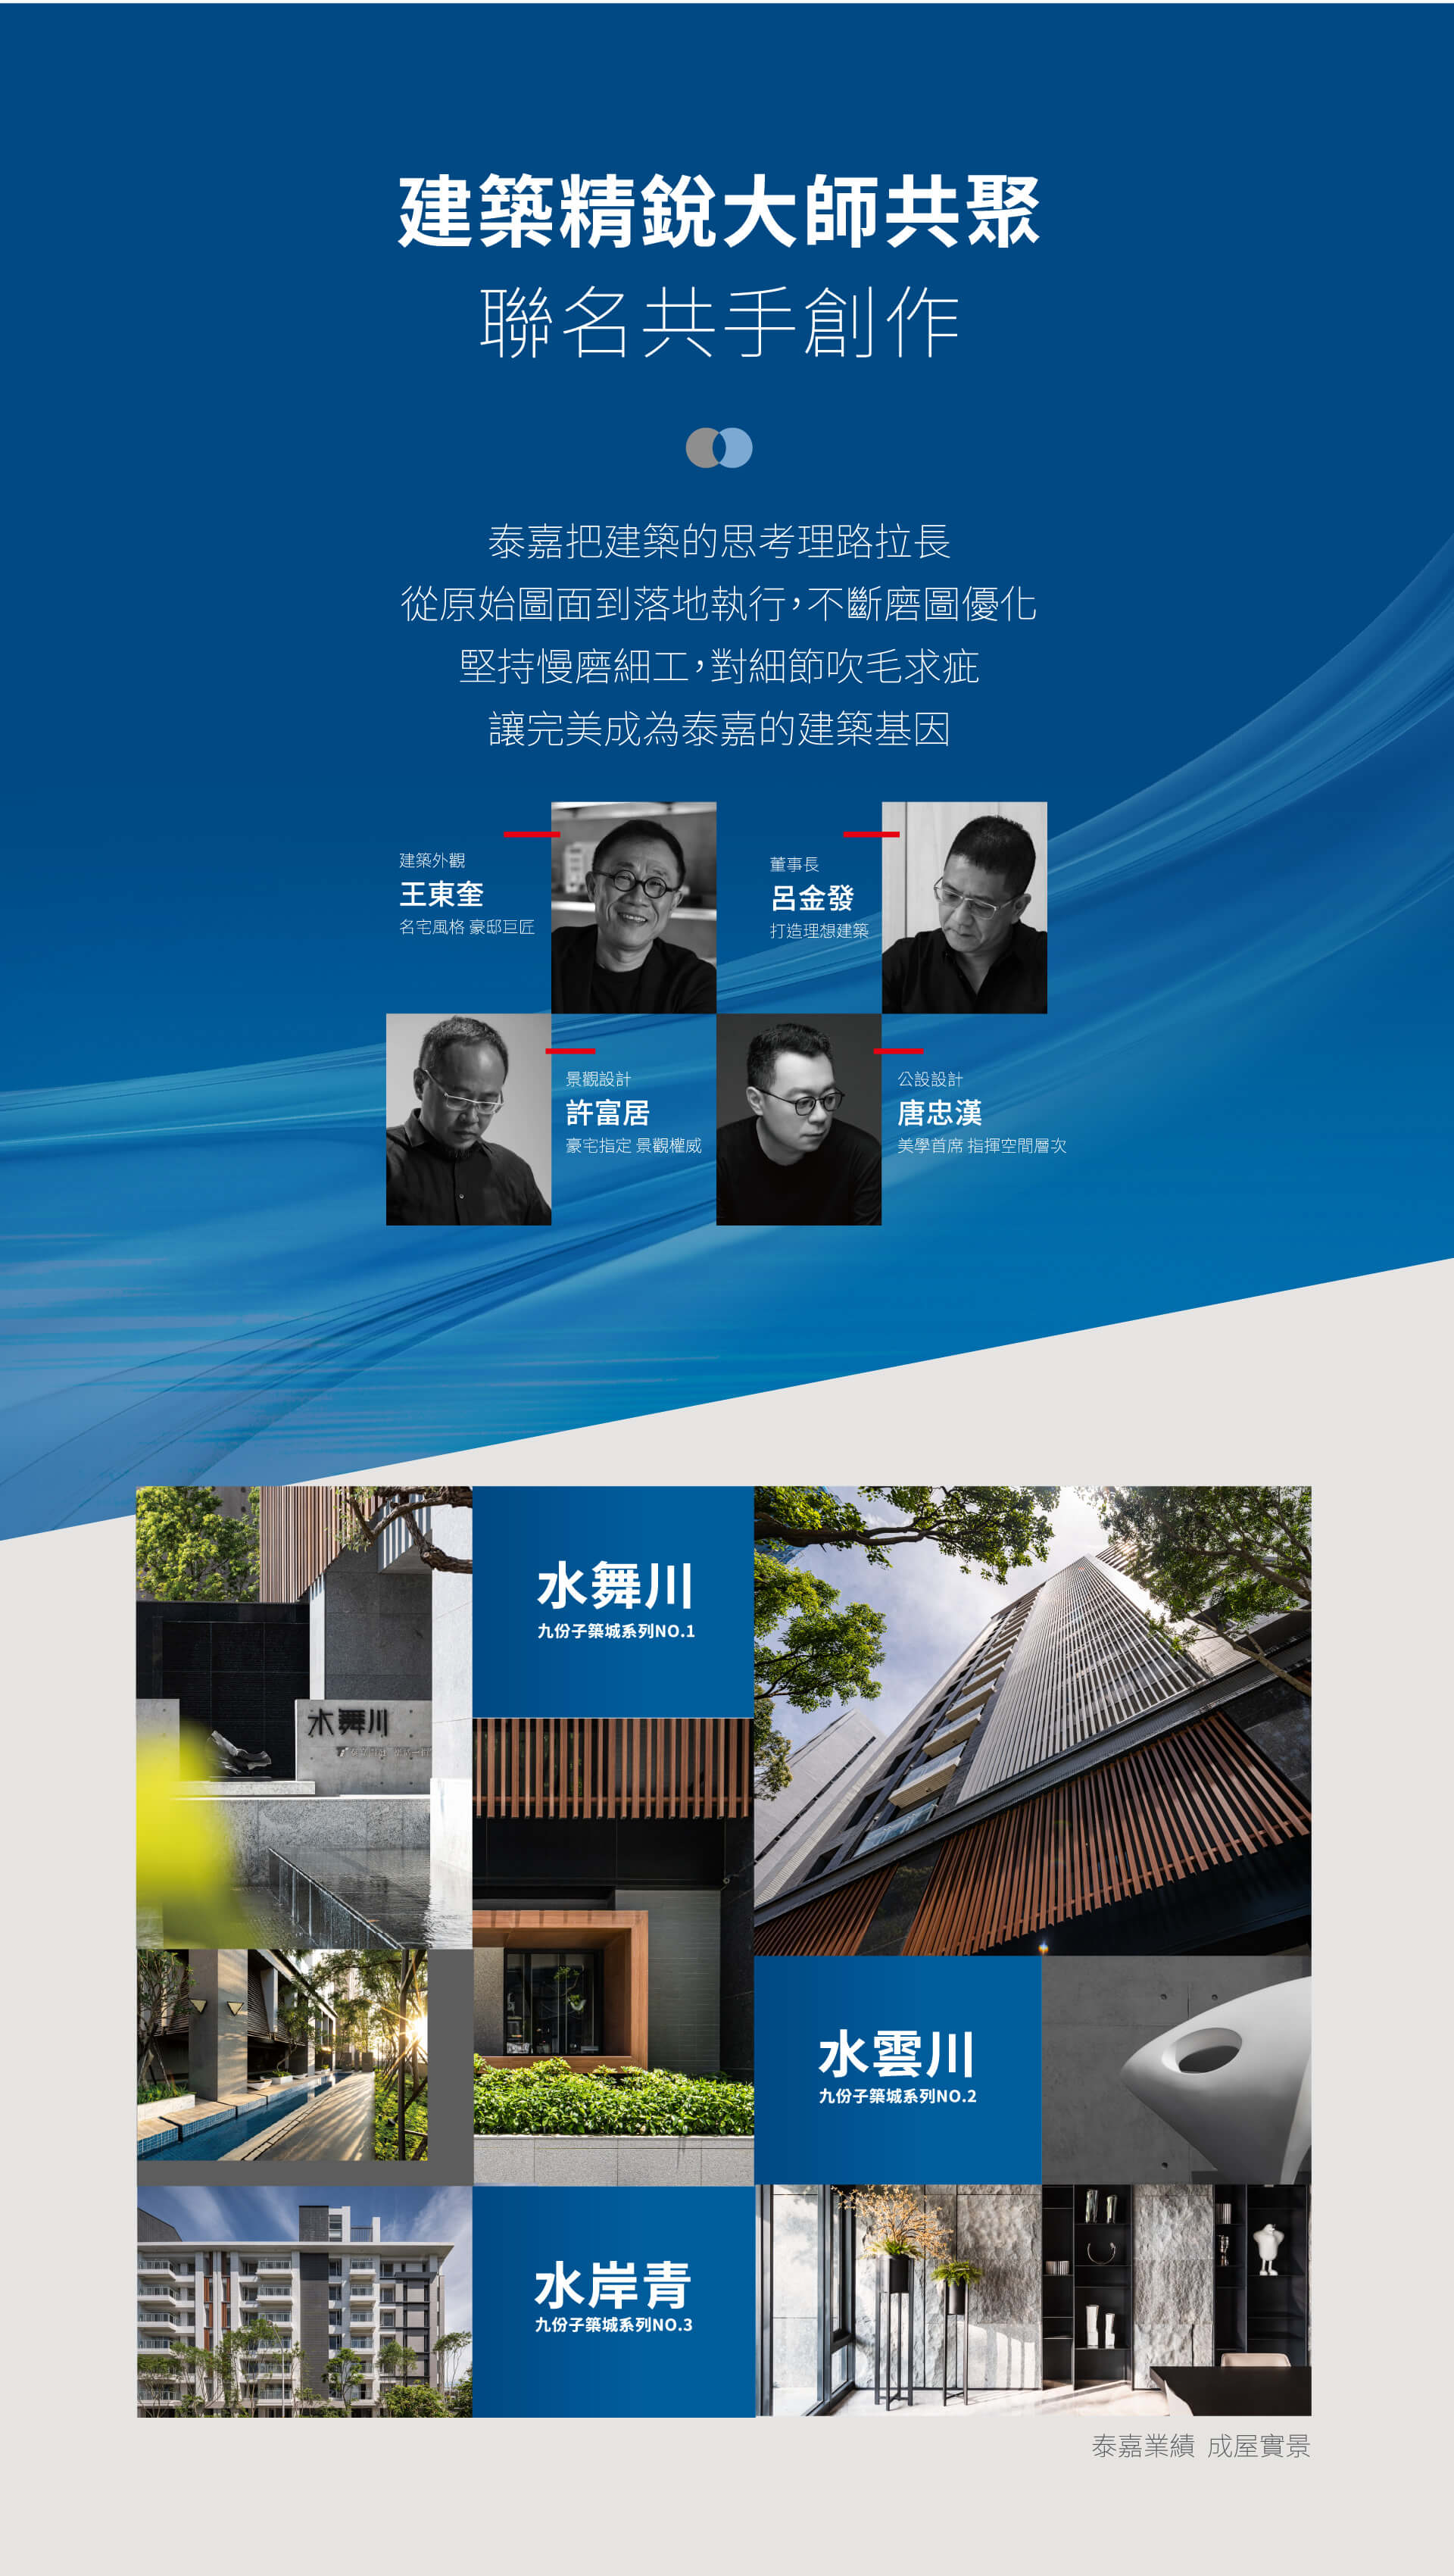 建築精銳大師共聚
聯名共手創作
泰嘉把建築的思考理路拉長
從原始圖面到落地執行，不斷磨圖優化
堅持慢磨細工，對細節吹毛求疵
讓完美成為泰嘉的建築基因
建築外觀
王東奎
名宅風格 豪邸巨匠
董事長
呂金發
打造理想建築
景觀設計
許富居
豪宅指定 景觀權威
公設設計
唐忠漢
美學首席 指揮空間層次
水舞川
九份子築城系列NO.1
水舞川
水雲川
九份子築城系列NO.2
水岸青
九份子築城系列NO.3
泰嘉業績 成屋實景